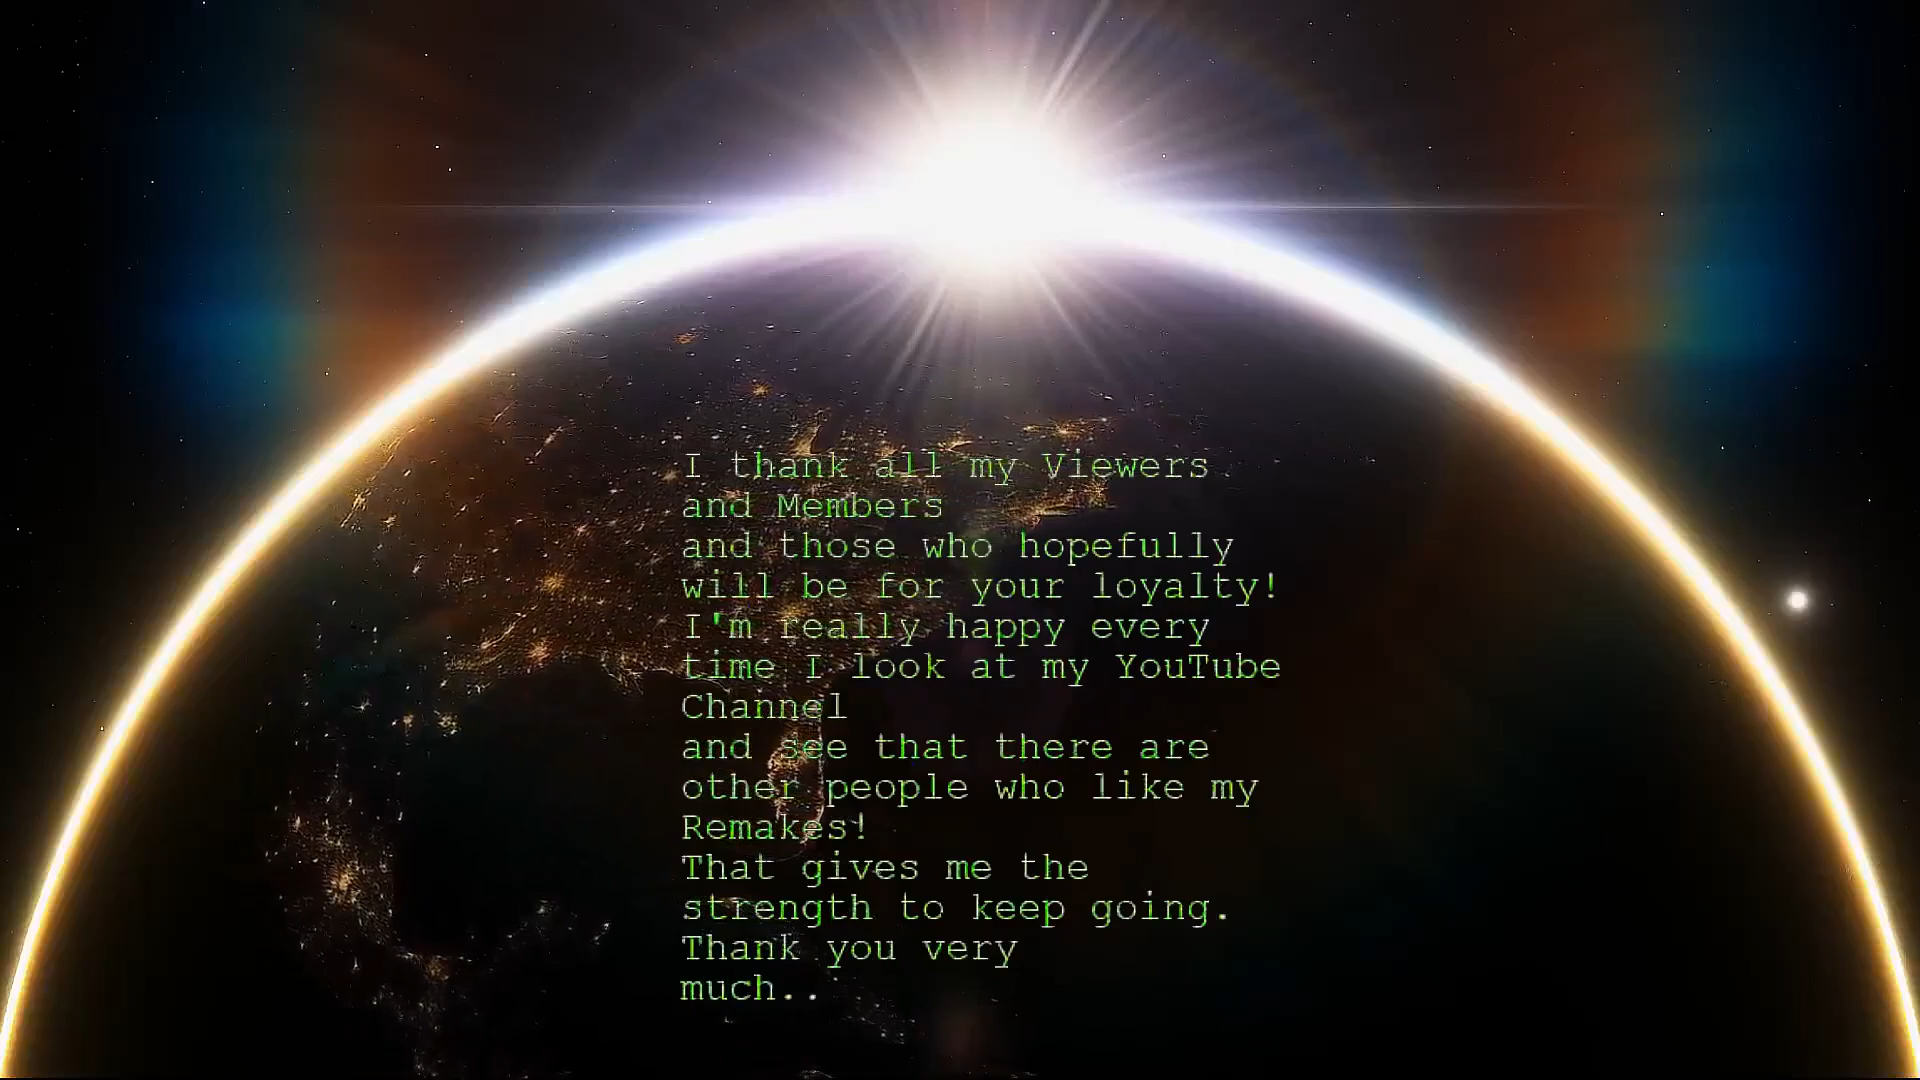 I thank all my Viewers
and Members
and those who hopefully
will be for your loyalty!
I'm really happy every
time I look at my YouTube
Channel
and see that there are
other people who like my
Remakes!
That gives me the
strength to keep going.
Thank you very
much..